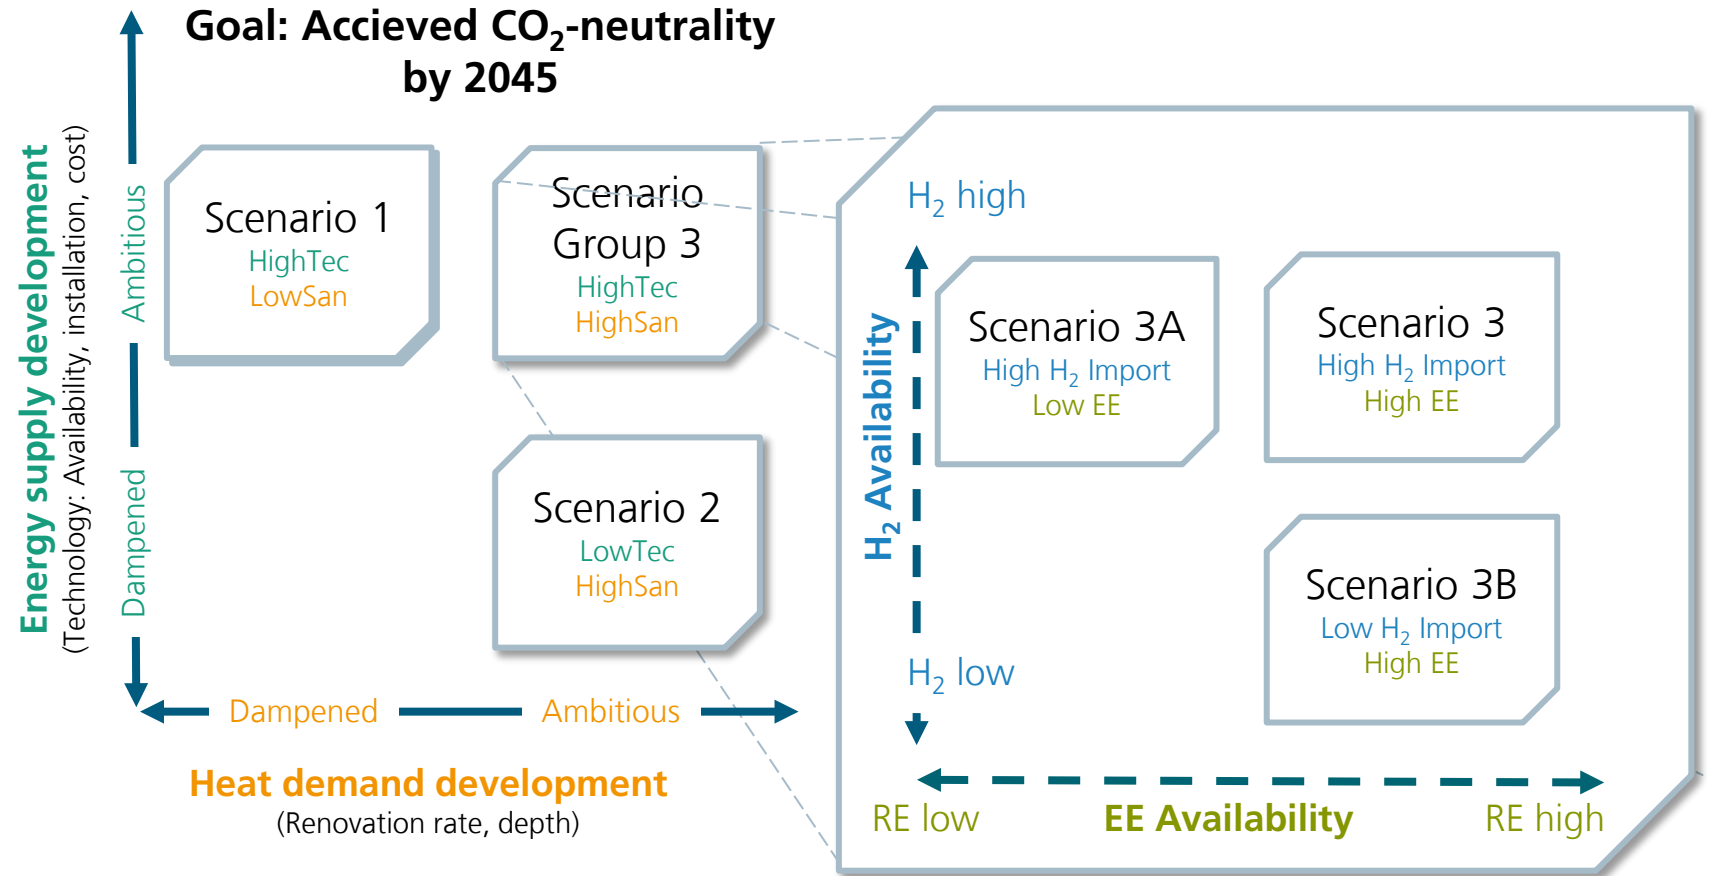 Goal: Accieved CO₂-neutrality
by 2045
Energy supply development
(Technology: Availability, installation, cost)
Ambitious
Dampened
Scenario 1
HighTec
LowSan
Scenario
Group 3
HighTec
HighSan
Scenario 2
LowTec
HighSan
Dampened
Ambitious
Heat demand development
(Renovation rate, depth)
H₂ high
H₂ Availability
H₂ low
Scenario 3A
High H₂ Import
Low EE
Scenario 3
High H₂ Import
High EE
Scenario 3B
Low H₂ Import
High EE
RE low
EE Availability
RE high